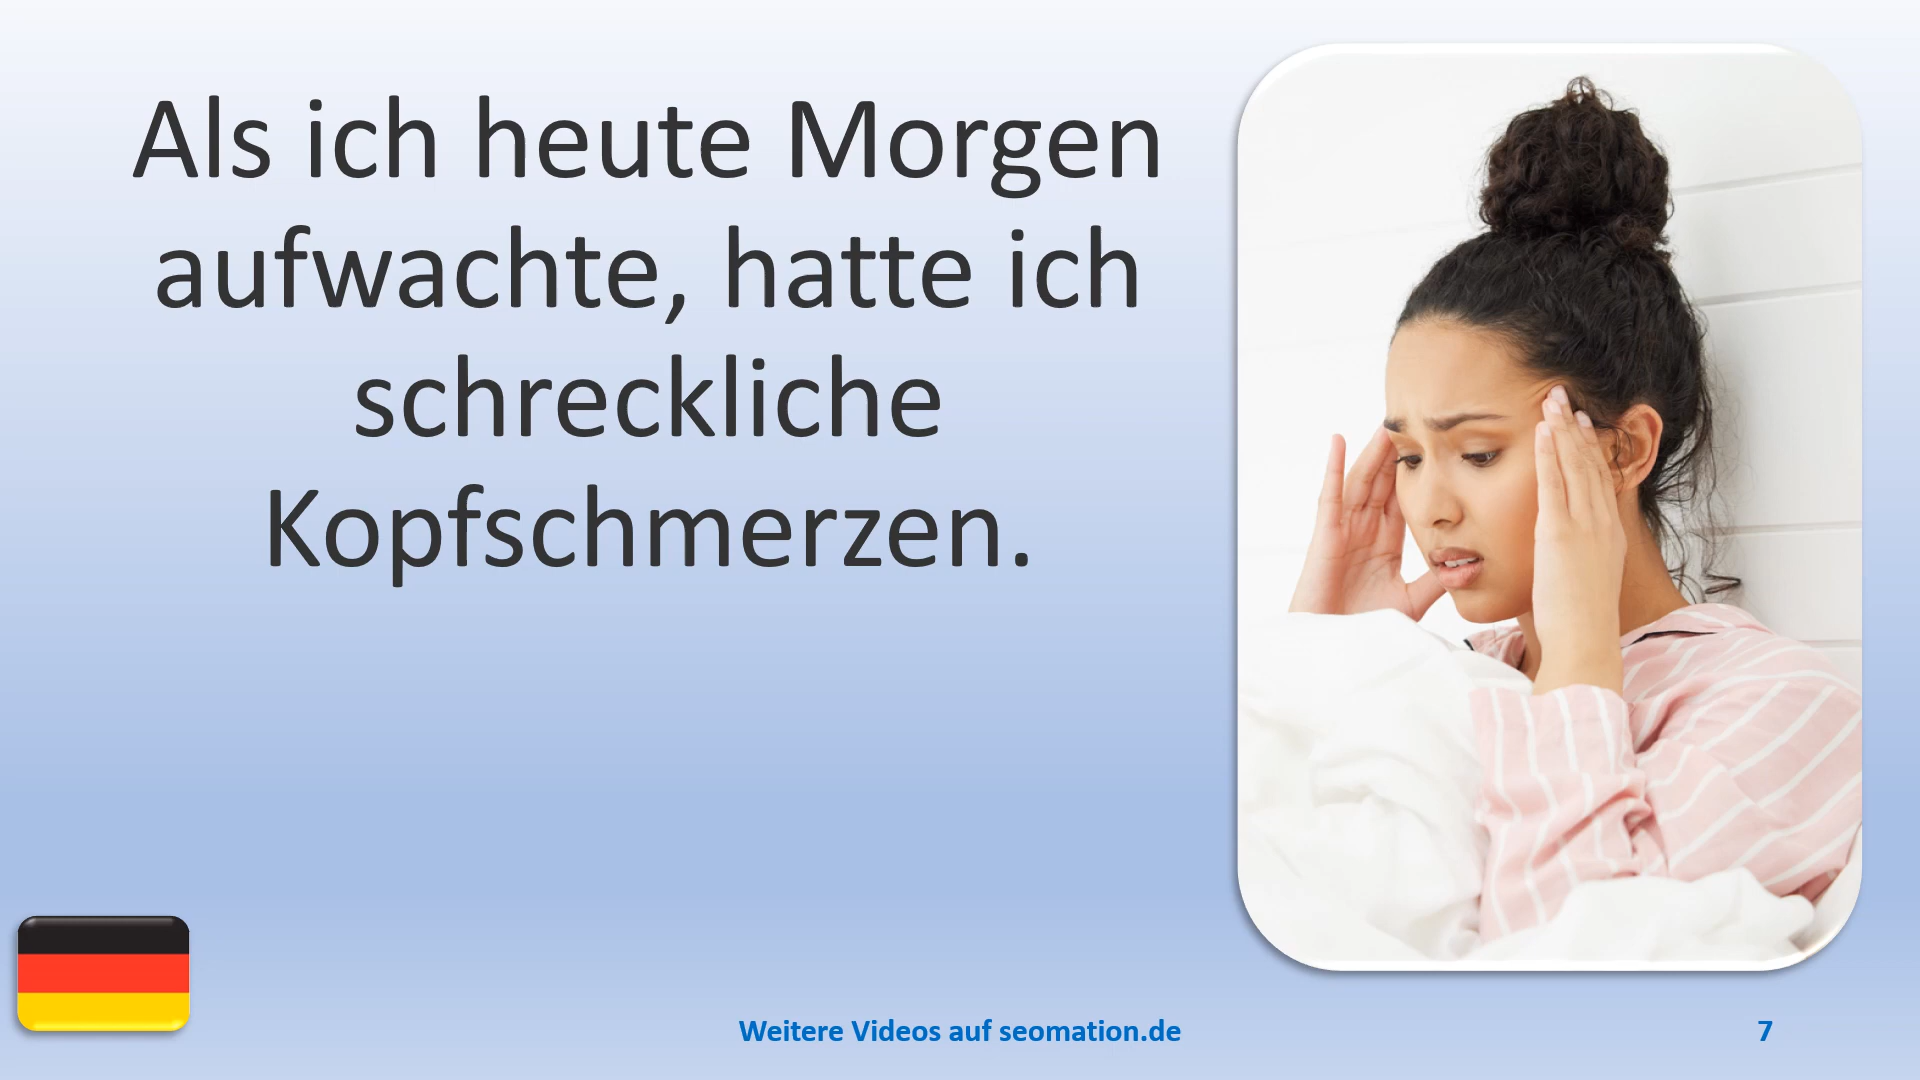 Als ich heute Morgen
aufwachte, hatte ich
schreckliche
Kopfschmerzen.
Weitere Videos auf seomation.de
7